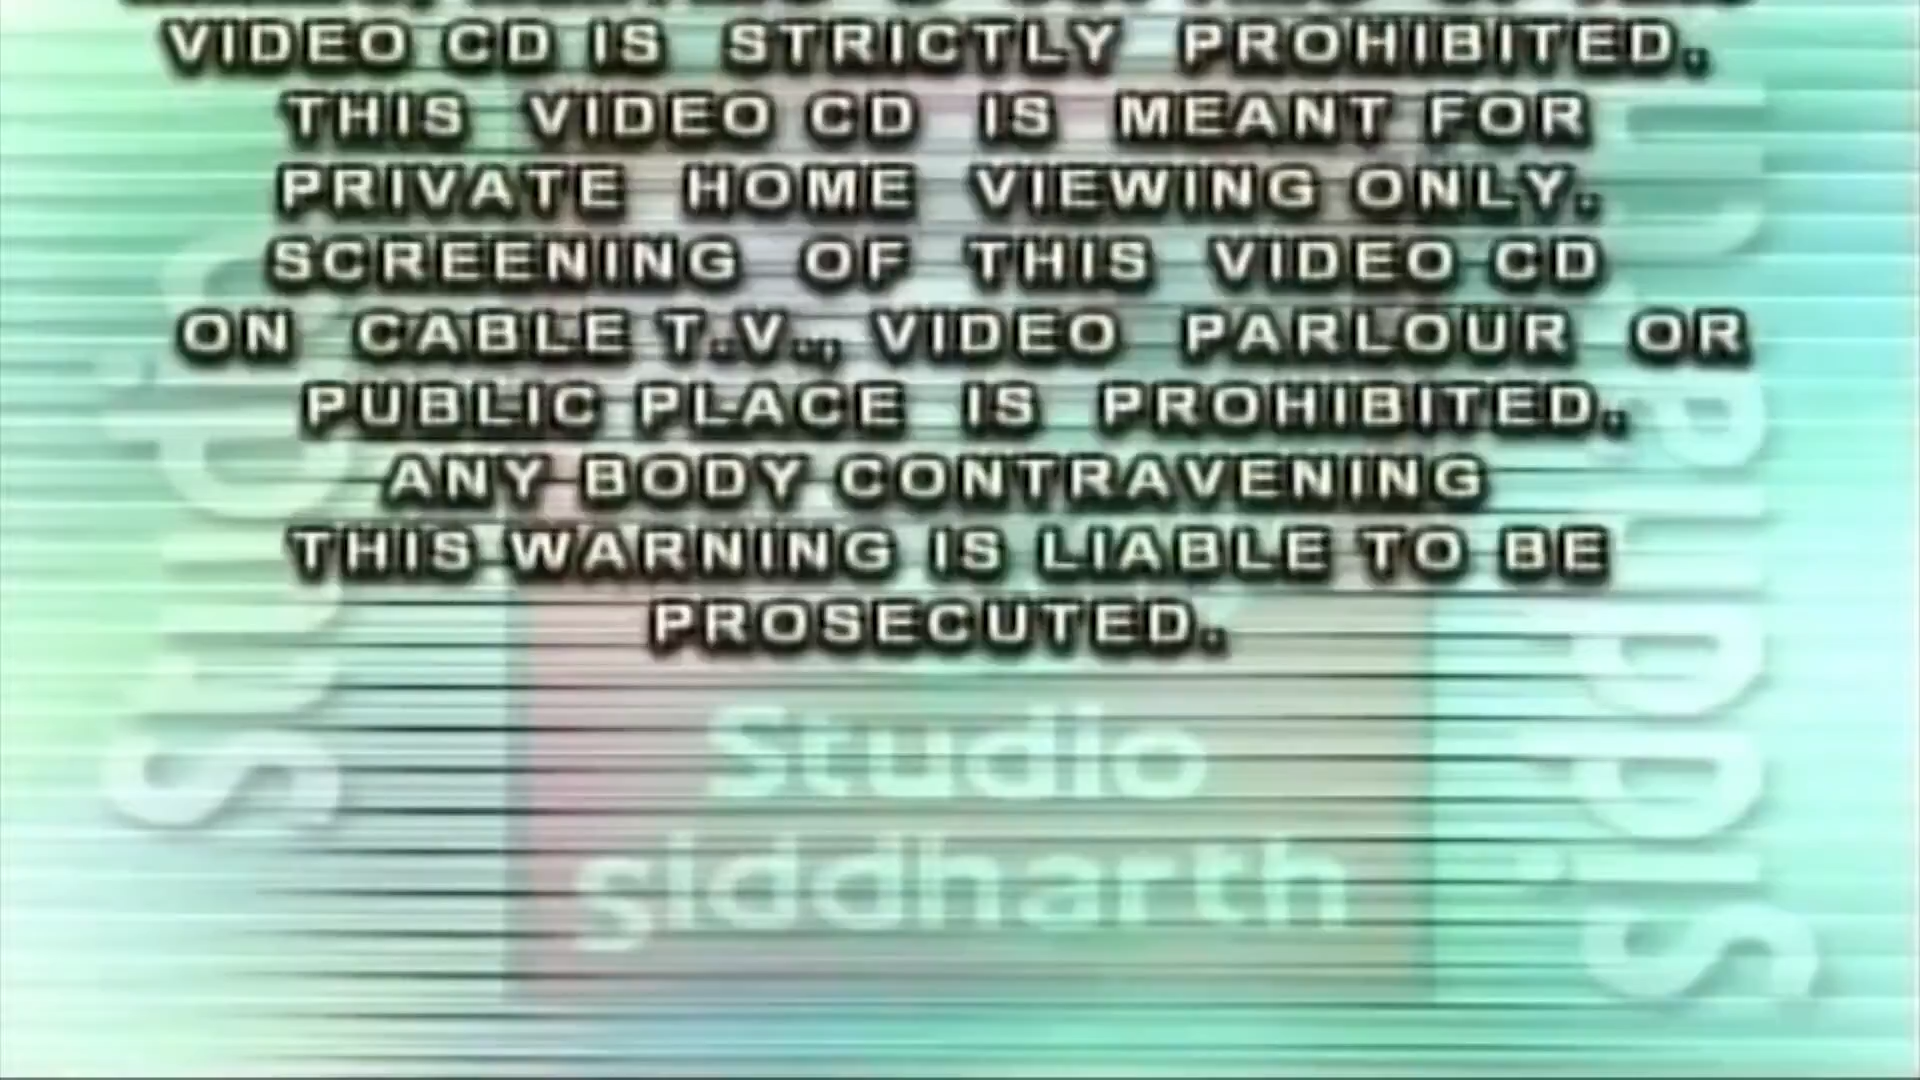 VIDEO CD IS STRICTLY PROHIBITED.
THIS VIDEO CD IS MEANT FOR
PRIVATE HOME VIEWING ONLY.
SCREENING OF THIS VIDEO CD
ON CABLE T.V., VIDEO PARLOUR OR
PUBLIC PLACE IS PROHIBITED.
ANY BODY CONTRAVENING
THIS WARNING IS LIABLE TO BE
PROSECUTED.
Studio
siddharth
Studio
siddharth